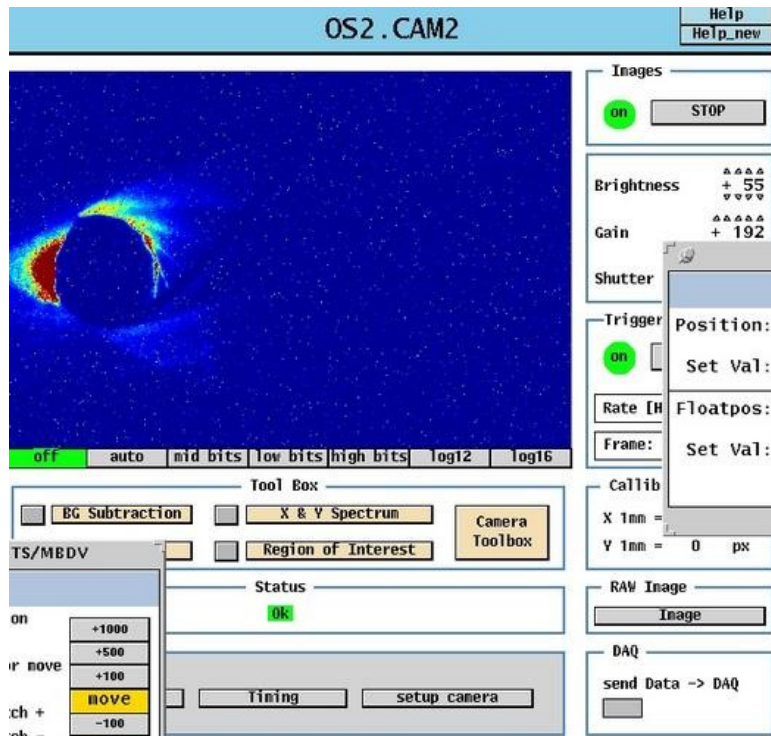 OS2.CAM2
Help
Help_new
Images
on STOP
Brightness + 55
Gain + 192
Shutter
Trigger
on
Rate [H
Frame:
Position:
Set Val:
Floatpos:
Set Val:
off auto mid bits low bits high bits log12 log16
Tool Box
BG Subtraction X & Y Spectrum Camera Toolbox
Region of Interest
Callib
X 1mm =
Y 1mm = 0 px
TS/MBDV
Status
Ok
RAW Image
Image
on
+1000
+500
or move
+100
move
tch +
-100
Timing setup camera
DAQ
send Data -> DAQ